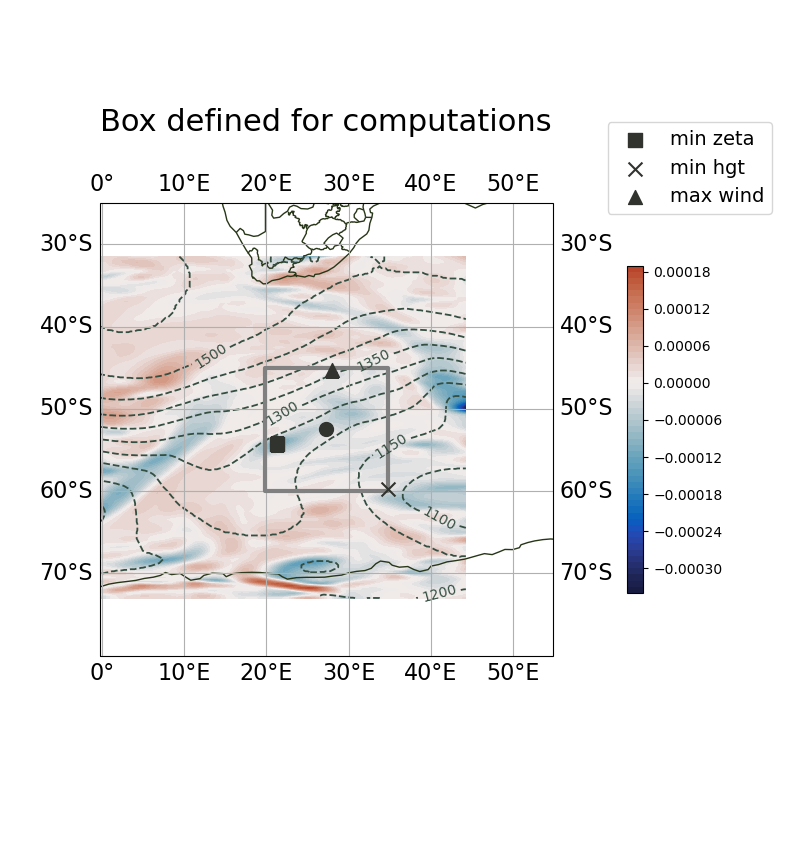 Box defined for computations
min zeta
min hgt
max wind
0° 10°E 20°E 30°E 40°E 50°E
30°S 30°S
40°S 40°S
50°S 50°S
60°S 60°S
70°S 70°S
0° 10°E 20°E 30°E 40°E 50°E
1500
1350
1300
1150
1100
1200
0.00018
0.00012
0.00006
0.00000
−0.00006
−0.00012
−0.00018
−0.00024
−0.00030